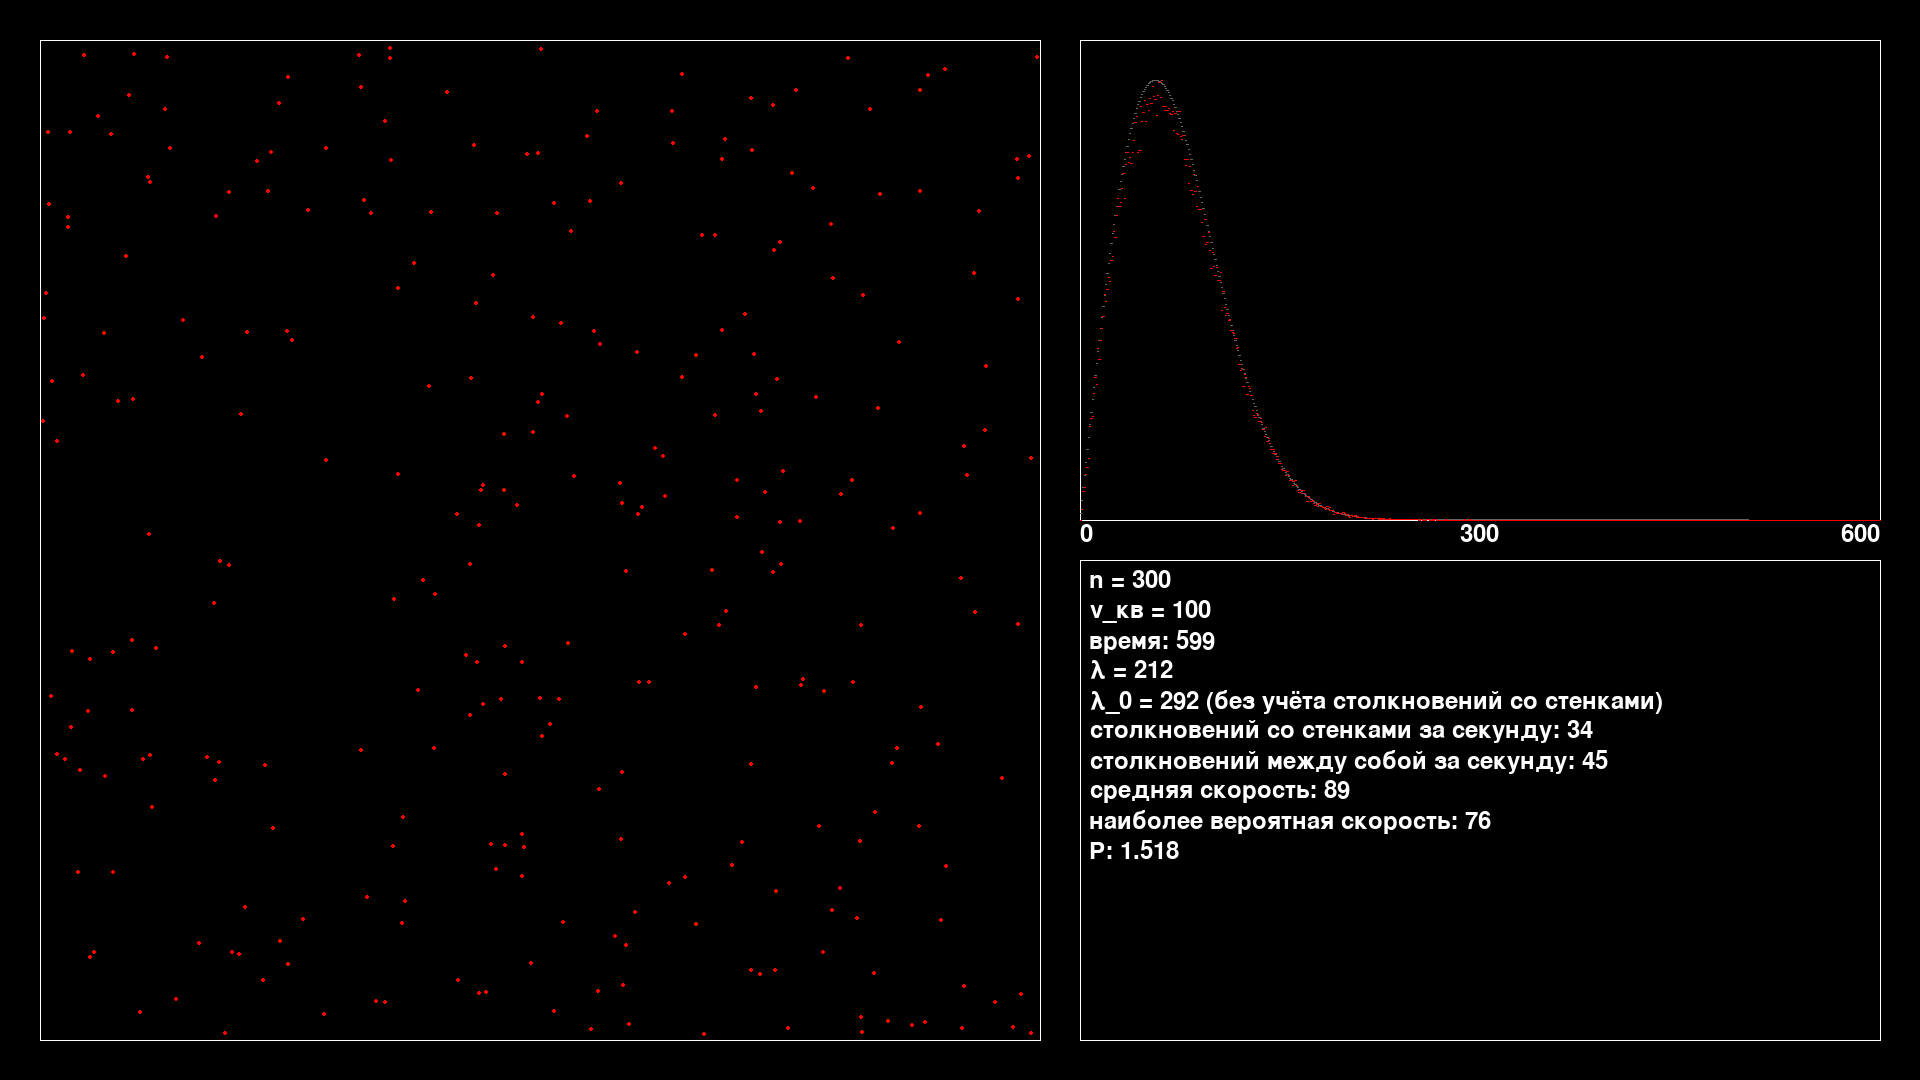 0 300 600
n = 300
v_кв = 100
время: 599
λ = 212
λ_0 = 292 (без учёта столкновений со стенками)
столкновений со стенками за секунду: 34
столкновений между собой за секунду: 45
средняя скорость: 89
наиболее вероятная скорость: 76
P: 1.518